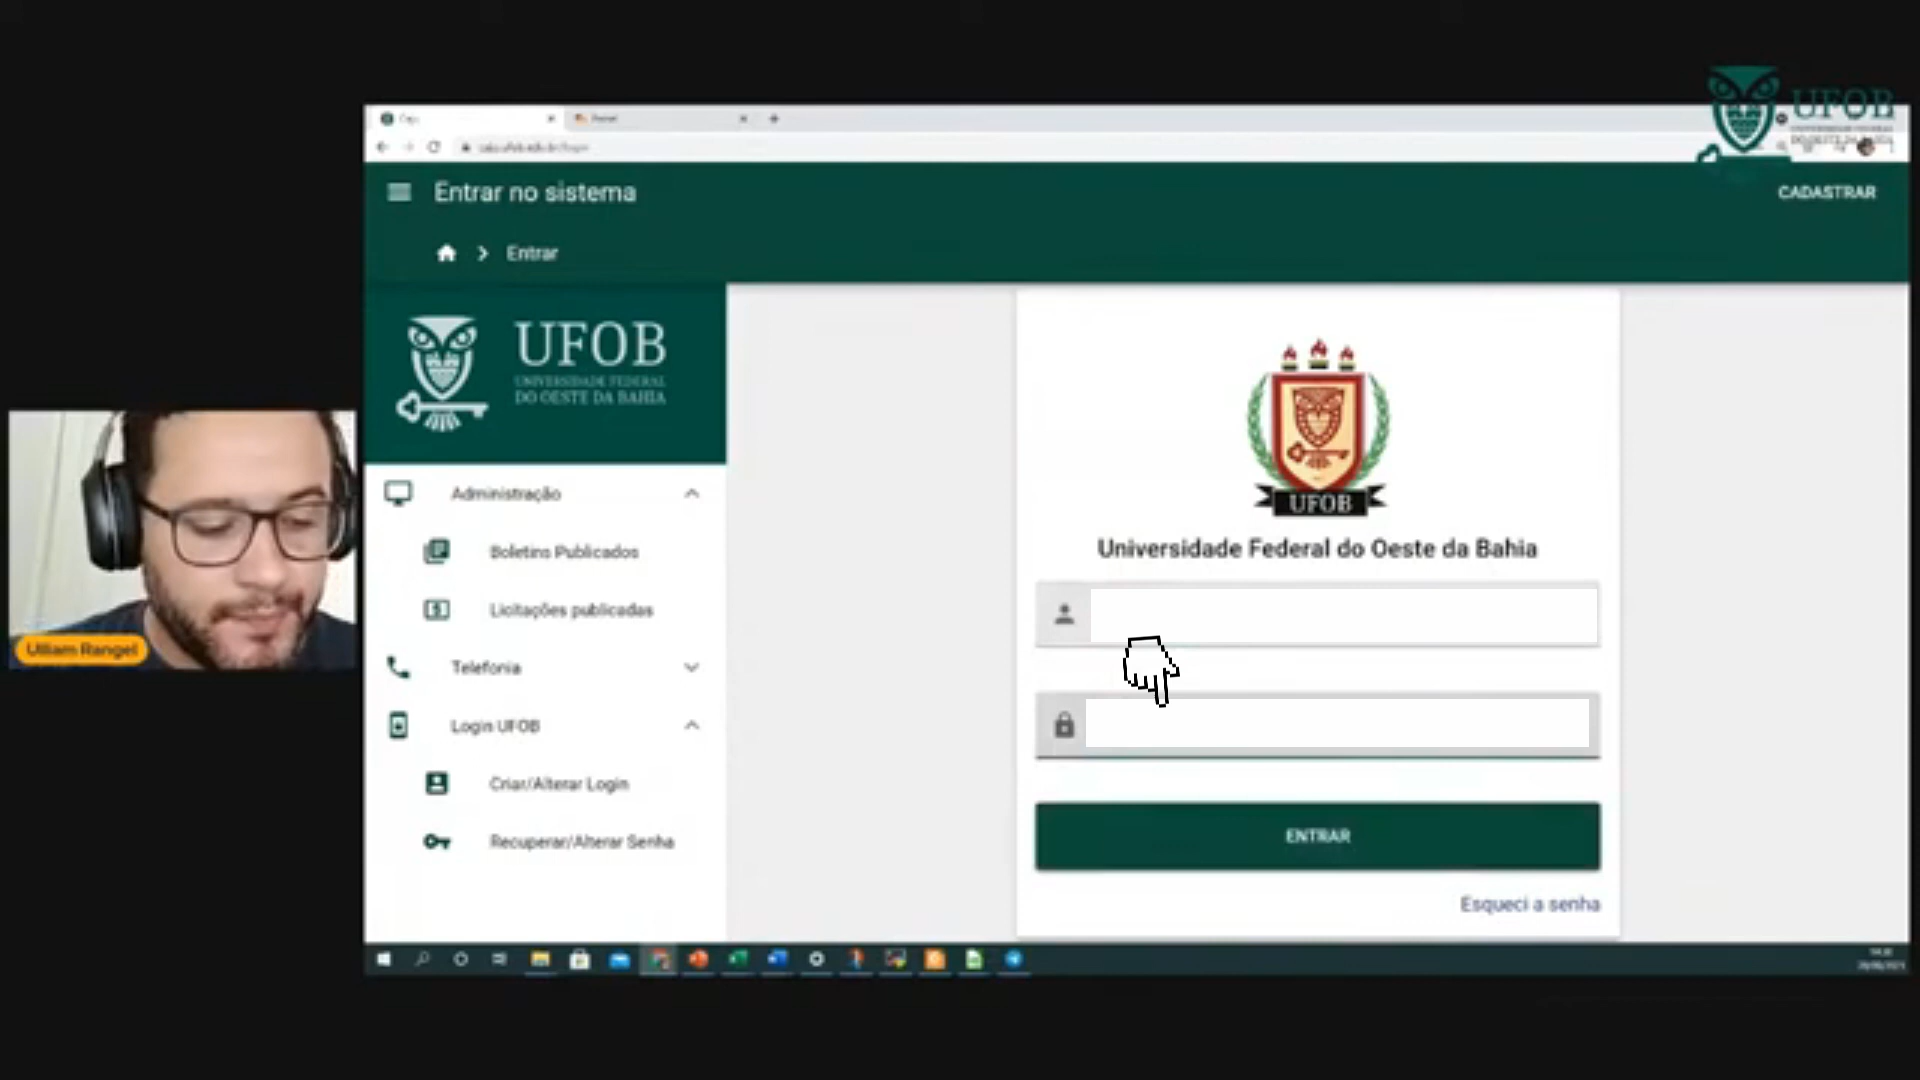 UFOB
Entrar no sistema
CADASTRAR
Entrar
UFOB
UNIVERSIDADE FEDERAL
DO OESTE DA BAHIA
Administração
Boletins Publicados
Licitações publicadas
Telefonia
Login UFOB
Criar/Alterar Login
Recuperar/Alterar Senha
UFOB
Universidade Federal do Oeste da Bahia
ENTRAR
Esqueci a senha
Ulliam Rangel